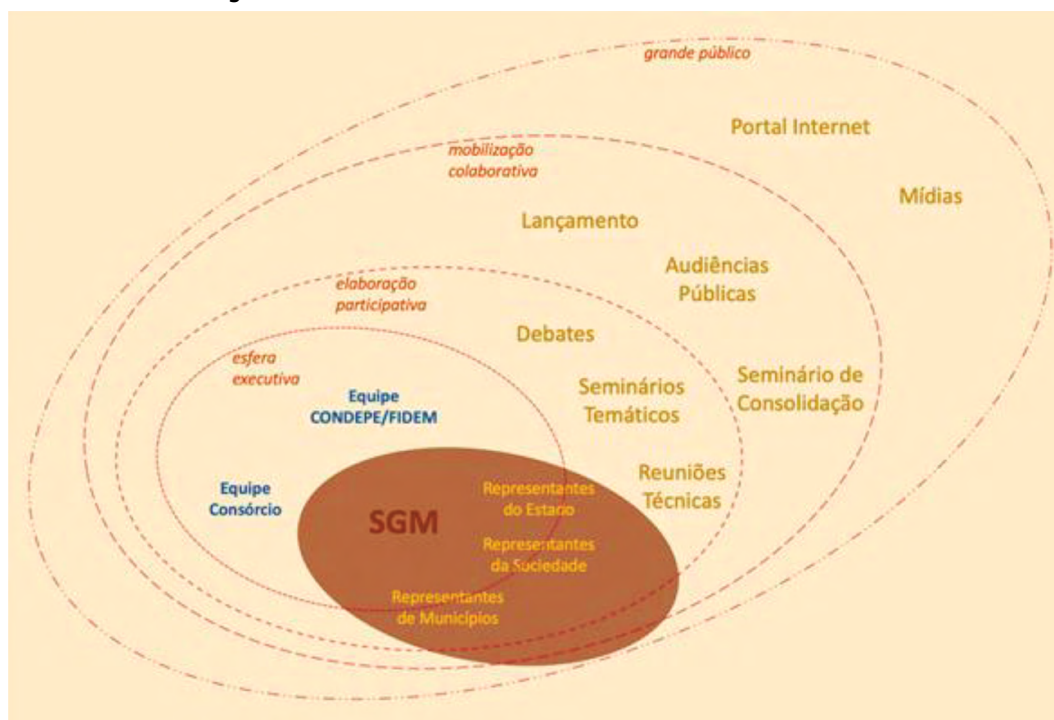 grande público
Portal Internet
mobilização
colaborativa
Mídias
Lançamento
Audiências
Públicas
elaboração
participativa
Debates
esfera
executiva
Seminários
Temáticos
Seminário de
Consolidação
Equipe
CONDEPE/FIDEM
Reuniões
Técnicas
Equipe
Consórcio
SGM
Representantes
do Estado
Representantes
da Sociedade
Representantes
de Municípios